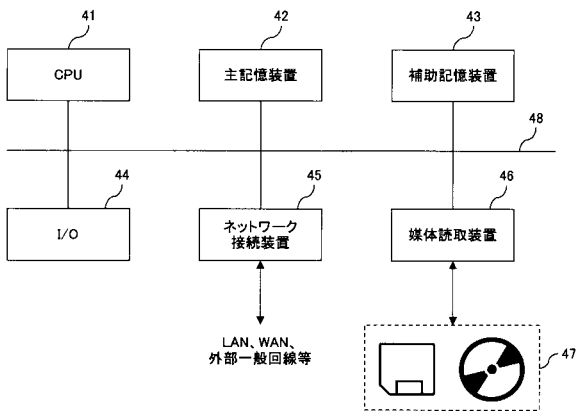 41
42
43
CPU
主記憶装置
補助記憶装置
48
44
45
46
I/O
ネットワーク
接続装置
媒体読取装置
LAN、WAN、
外部一般回線等
47